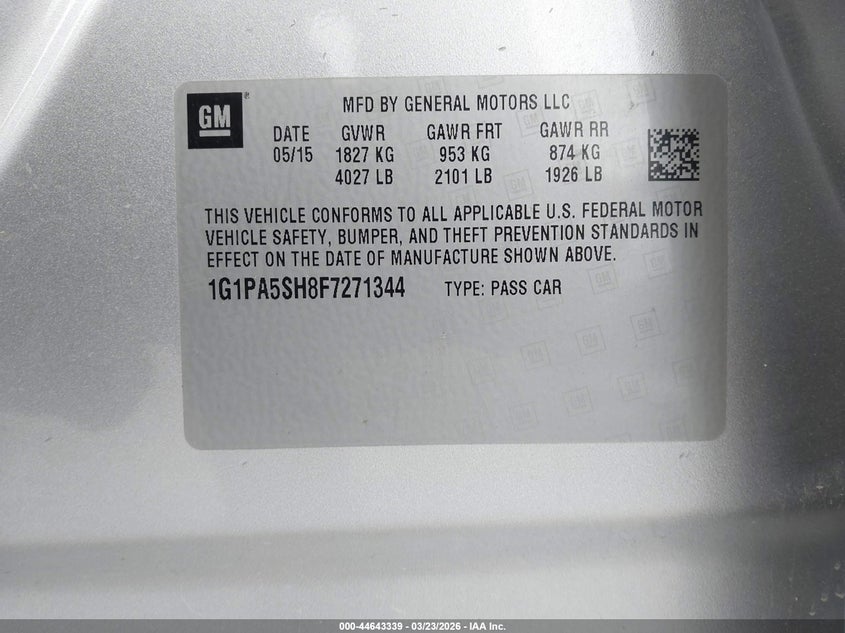 GM
MFD BY GENERAL MOTORS LLC
DATE GVWR GAWR FRT GAWR RR
05/15 1827 KG 953 KG 874 KG
4027 LB 2101 LB 1926 LB
THIS VEHICLE CONFORMS TO ALL APPLICABLE U.S. FEDERAL MOTOR
VEHICLE SAFETY, BUMPER, AND THEFT PREVENTION STANDARDS IN
EFFECT ON THE DATE OF MANUFACTURE SHOWN ABOVE.
1G1PA5SH8F7271344 TYPE: PASS CAR
000-44643339 - 03/23/2026 - IAA Inc.